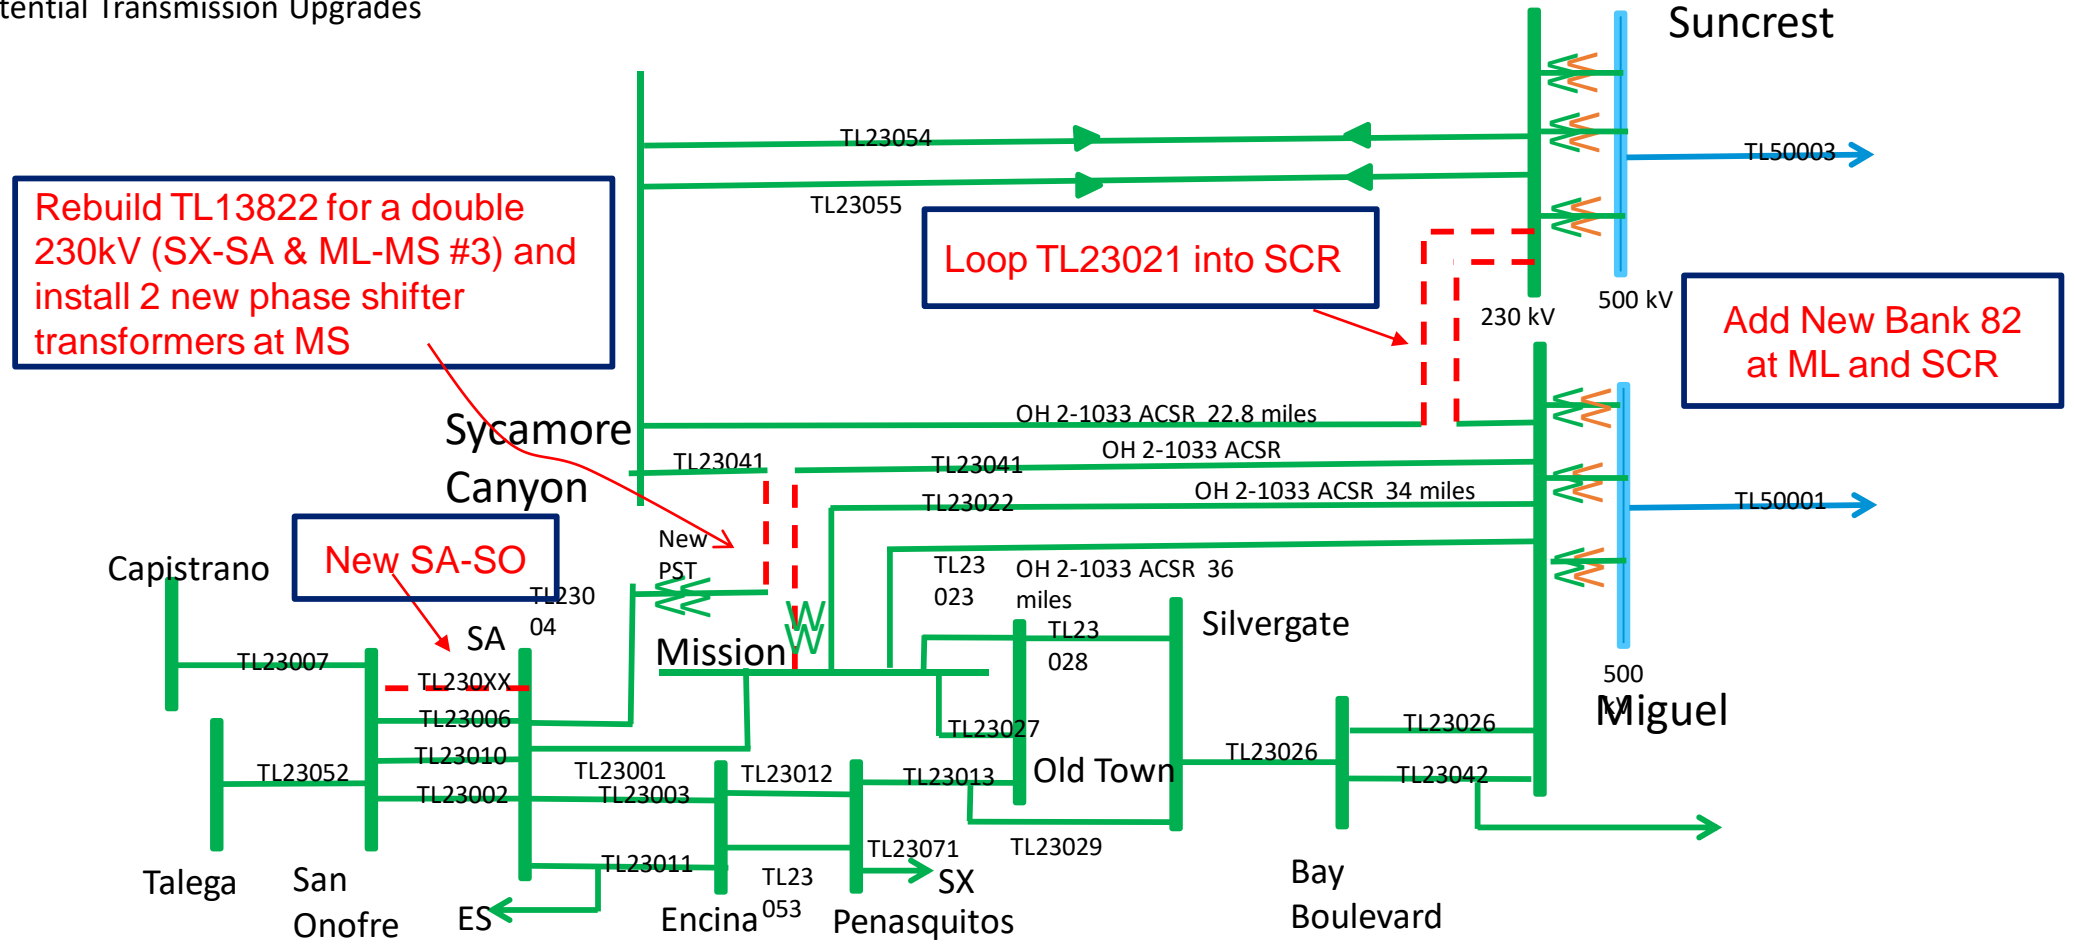 tential Transmission Upgrades
Suncrest
TL23054
TL50003
TL23055
Rebuild TL13822 for a double
230kV (SX-SA & ML-MS #3) and
install 2 new phase shifter
transformers at MS
Loop TL23021 into SCR
230 kV
500 kV
Add New Bank 82
at ML and SCR
OH 2-1033 ACSR 22.8 miles
Sycamore
Canyon
TL23041
TL23041
OH 2-1033 ACSR
TL23022
OH 2-1033 ACSR 34 miles
TL50001
New
PST
New SA-SO
Capistrano
TL230
04
TL23
023
OH 2-1033 ACSR 36
miles
SA
Mission
TL23
028
Silvergate
TL23007
TL230XX
500
kV
Miguel
TL23006
TL23027
TL23026
TL23010
TL23026
TL23052
TL23001
TL23012
TL23013
Old Town
TL23042
TL23002
TL23003
TL23011
TL23
053
TL23071
TL23029
Talega
San
Onofre
ES
Encina
SX
Penasquitos
Bay
Boulevard